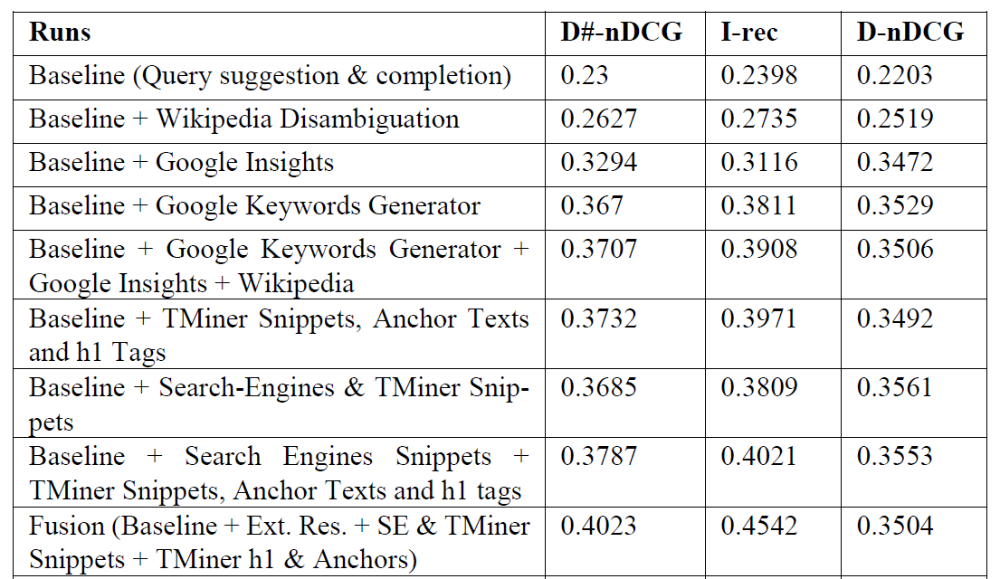 Runs D#-nDCG I-rec D-nDCG
Baseline (Query suggestion & completion) 0.23 0.2398 0.2203
Baseline + Wikipedia Disambiguation 0.2627 0.2735 0.2519
Baseline + Google Insights 0.3294 0.3116 0.3472
Baseline + Google Keywords Generator 0.367 0.3811 0.3529
Baseline + Google Keywords Generator + 0.3707 0.3908 0.3506
Google Insights + Wikipedia
Baseline + TMiner Snippets, Anchor Texts 0.3732 0.3971 0.3492
and h1 Tags
Baseline + Search-Engines & TMiner Snip- 0.3685 0.3809 0.3561
pets
Baseline + Search Engines Snippets + 0.3787 0.4021 0.3553
TMiner Snippets, Anchor Texts and h1 tags
Fusion (Baseline + Ext. Res. + SE & TMiner 0.4023 0.4542 0.3504
Snippets + TMiner h1 & Anchors)